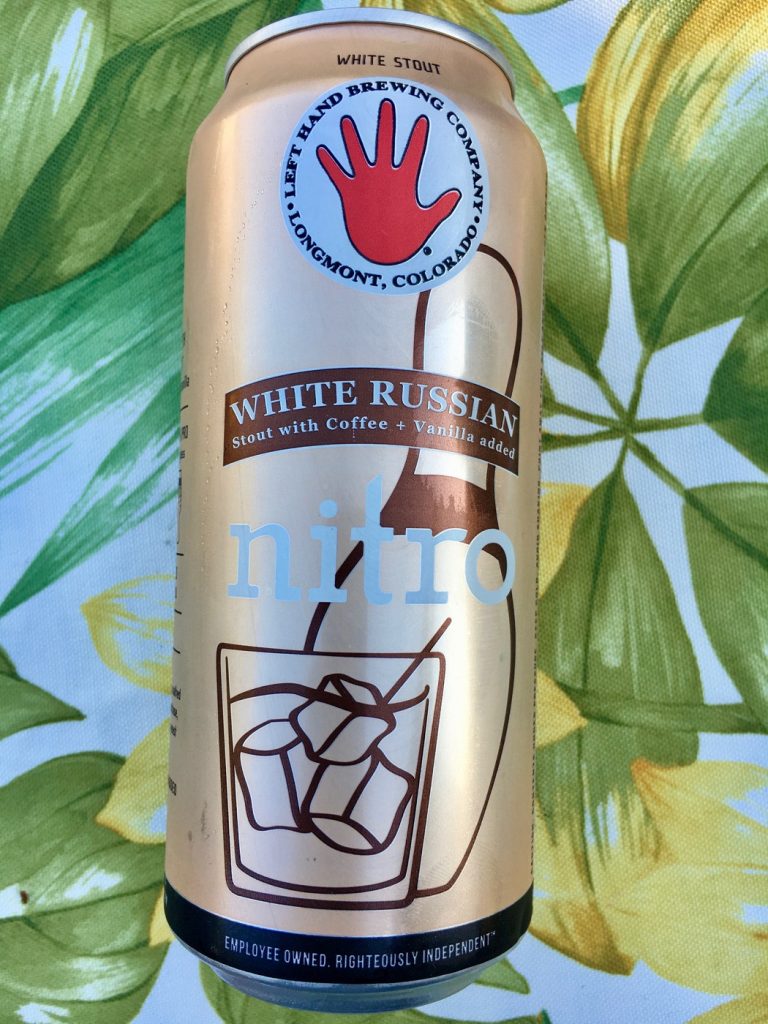 WHITE STOUT
LEFT HAND BREWING COMPANY
• LONGMONT, COLORADO •
WHITE RUSSIAN
Stout with Coffee + Vanilla added
nitro
EMPLOYEE OWNED. RIGHTEOUSLY INDEPENDENT™